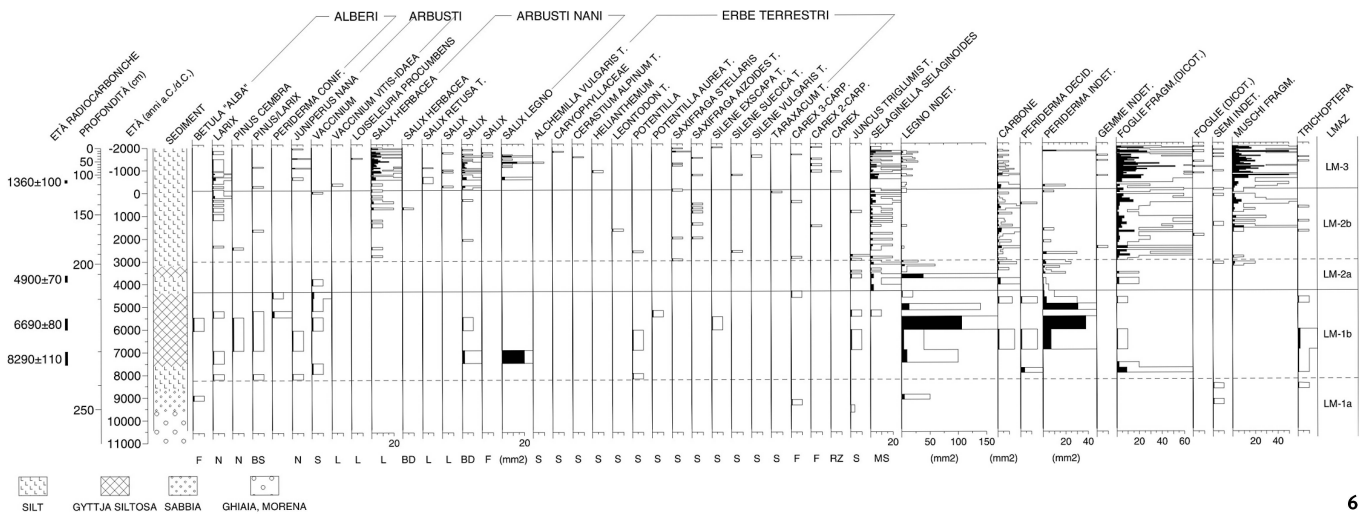 ALBERI ARBUSTI ARBUSTI NANI ERBE TERRESTRI
ETÀ RADIOCARBONICHE
PROFONDITÀ (cm)
ETÀ (anni a.C./d.C.)
SEDIMENT
BETULA "ALBA"
LARIX
PINUS CEMBRA
PINUS/LARIX
PERIDERMA CONIF.
JUNIPERUS NANA
VACCINIUM
VACCINIUM VITIS-IDAEA
LOISELEURIA PROCUMBENS
SALIX HERBACEA
SALIX HERBACEA
SALIX RETUSA T.
SALIX
SALIX
SALIX
SALIX LEGNO
ALCHEMILLA VULGARIS T.
CARYOPHYLLACEAE
CERASTIUM ALPINUM T.
HELIANTHEMUM
LEONTODON T.
POTENTILLA
POTENTILLA AUREA T.
SAXIFRAGA STELLARIS
SAXIFRAGA AIZOIDES T.
SILENE EXSCAPA T.
SILENE SUECICA T.
SILENE VULGARIS T.
TARAXACUM T.
CAREX 3-CARP.
CAREX 2-CARP.
CAREX
JUNCUS TRIGLUMIS T.
SELAGINELLA SELAGINOIDES
LEGNO INDET.
CARBONE
PERIDERMA DECID.
PERIDERMA INDET.
GEMME INDET.
FOGLIE FRAGM.(DICOT.)
FOGLIE (DICOT.)
SEMI INDET.
MUSCHI FRAGM.
TRICHOPTERA
LMAZ
1360±100
4900±70
6690±80
8290±110
0
50
100
150
200
250
-2000
-1000
0
1000
2000
3000
4000
5000
6000
7000
8000
9000
10000
11000
LM-3
LM-2b
LM-2a
LM-1b
LM-1a
20 20 20 50 100 150 20 20 40 20 40 60 20 40
F N N BS N S L L L BD L L BD F (mm2) S S S S S S S S S S S S S F F RZ S MS (mm2) (mm2) (mm2)
SILT GYTTJA SILTOSA SABBIA GHIAIA, MORENA
6